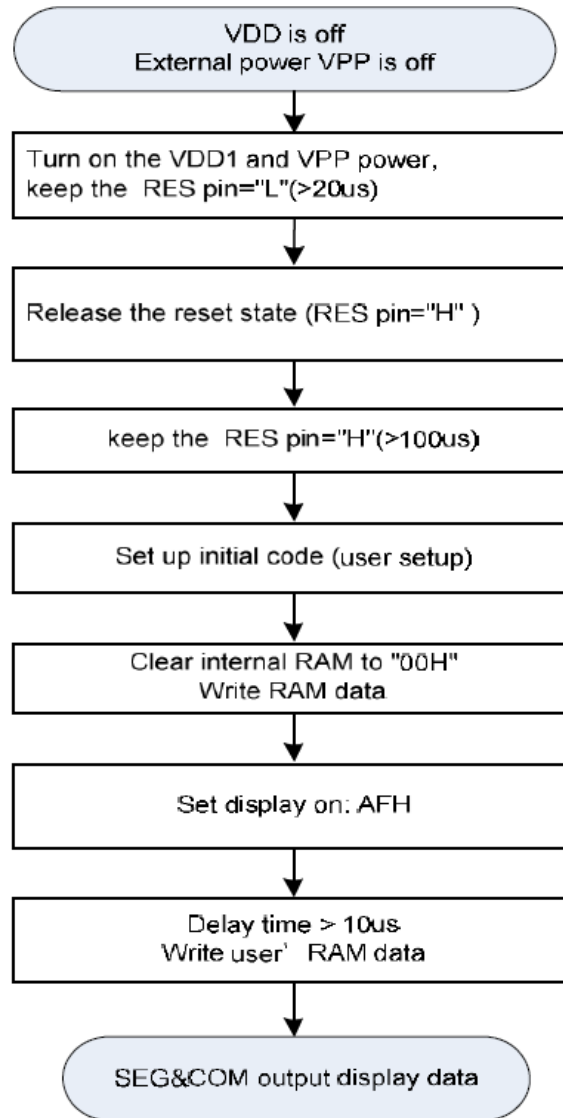 VDD is off
External power VPP is off
Turn on the VDD1 and VPP power,
keep the RES pin="L"(>20us)
Release the reset state (RES pin="H" )
keep the RES pin="H"(>100us)
Set up initial code (user setup)
Clear internal RAM to "00H"
Write RAM data
Set display on: AFH
Delay time > 10us
Write user' RAM data
SEG&COM output display data